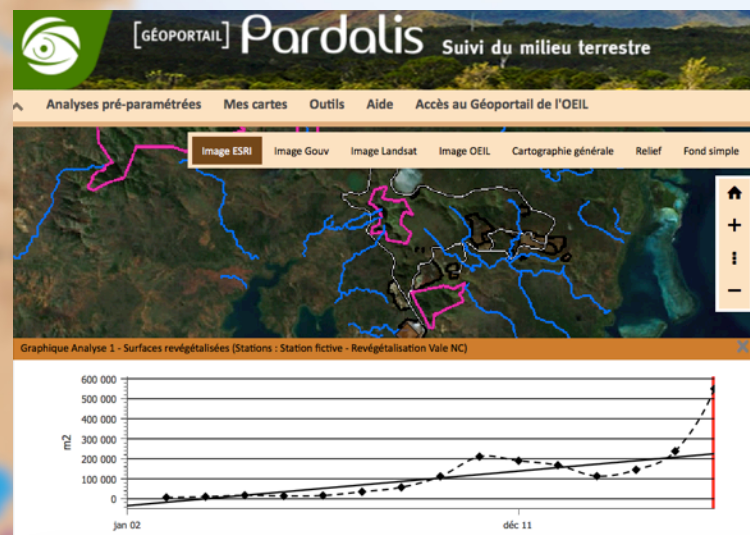 [GÉOPORTAIL] Pardalis Suivi du milieu terrestre
Analyses pré-paramétrées Mes cartes Outils Aide Accès au Géoportail de l'OEIL
Image ESRI Image Gouv Image Landsat Image OEIL Cartographie générale Relief Fond simple
Graphique Analyse 1 - Surfaces revégétalisées (Stations : Station fictive - Revégétalisation Vale NC)
600 000
500 000
400 000
300 000
200 000
100 000
0
m2
jan 02 déc 11